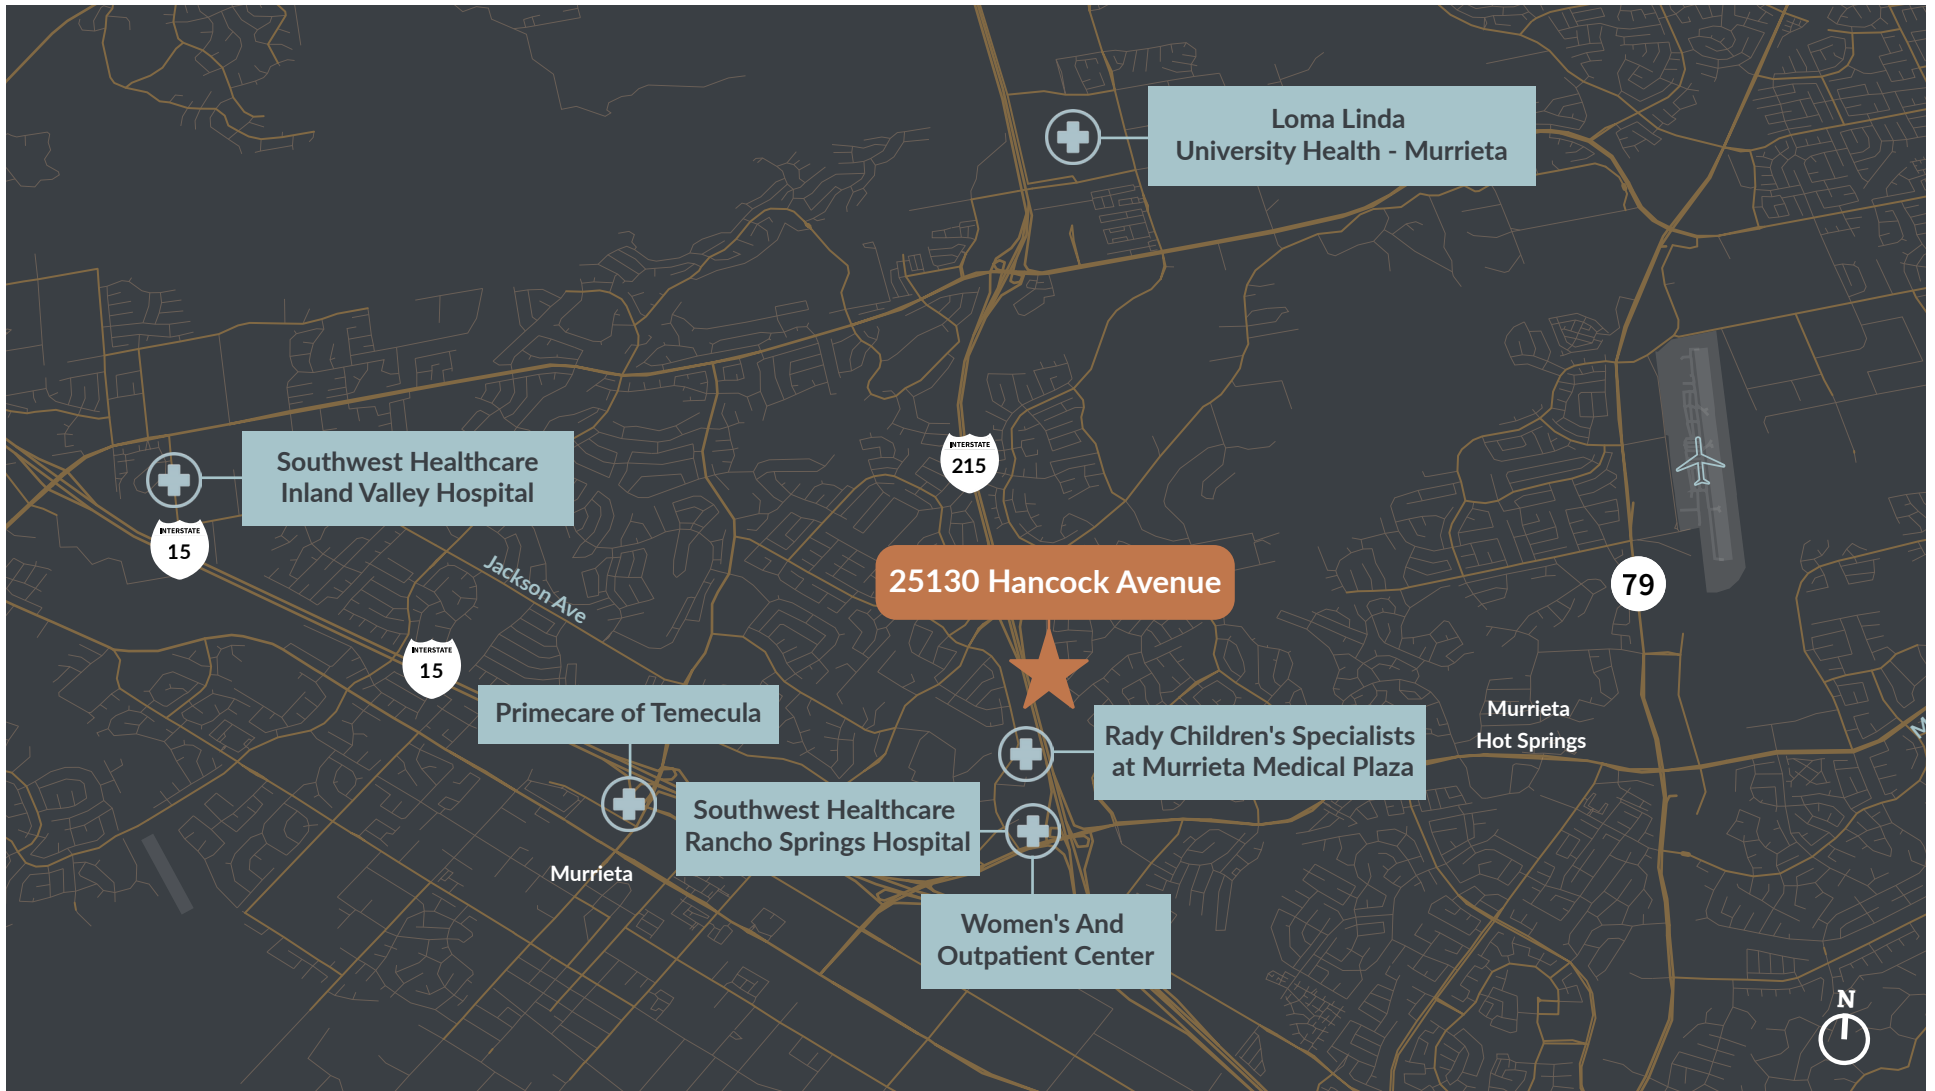 Loma Linda
University Health - Murrieta
Southwest Healthcare
Inland Valley Hospital
INTERSTATE
215
INTERSTATE
15
Jackson Ave
25130 Hancock Avenue
79
INTERSTATE
15
Primecare of Temecula
Murrieta
Hot Springs
Rady Children's Specialists
at Murrieta Medical Plaza
Southwest Healthcare
Rancho Springs Hospital
Murrieta
Women's And
Outpatient Center
N